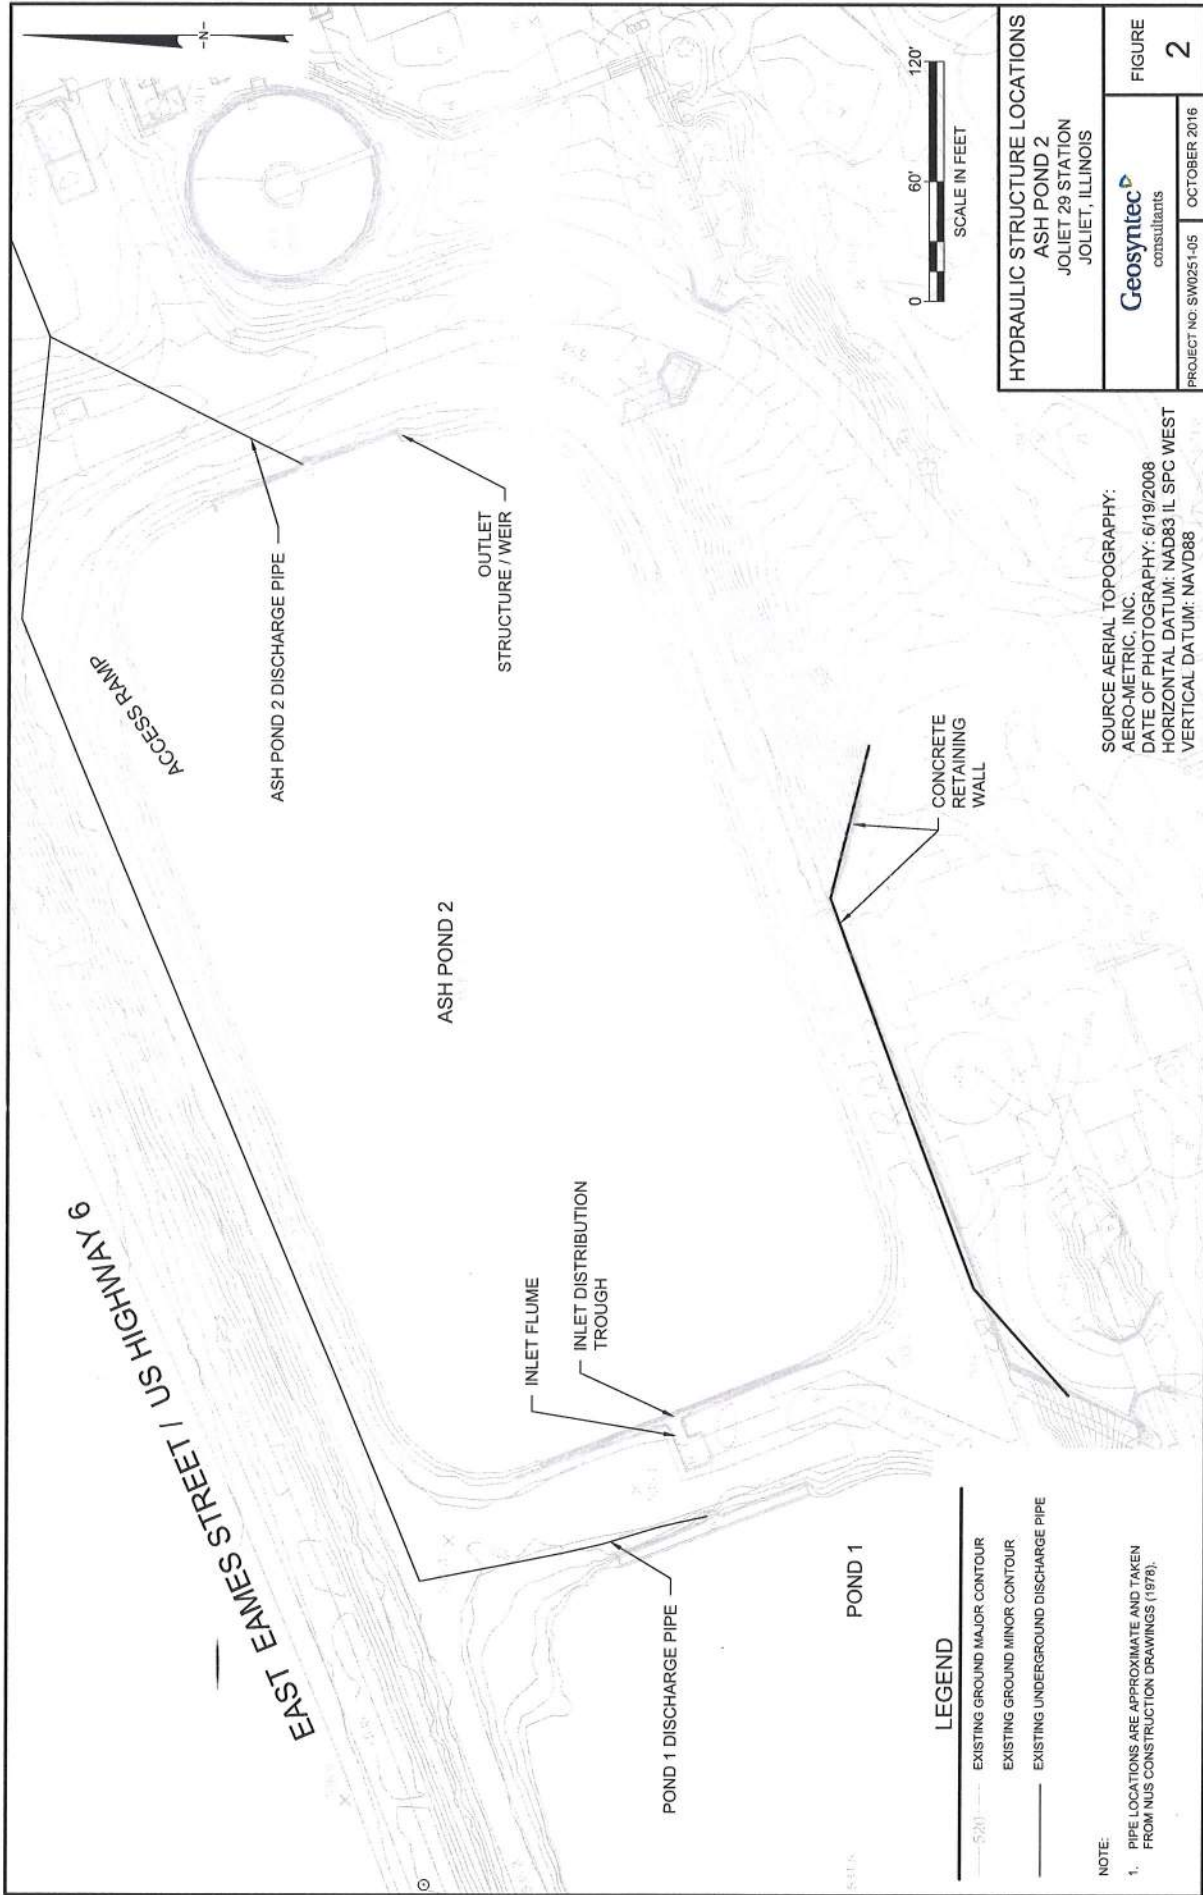 -N-
EAST EAMES STREET / US HIGHWAY 6
ACCESS RAMP
ASH POND 2 DISCHARGE PIPE
OUTLET
STRUCTURE / WEIR
ASH POND 2
INLET FLUME
INLET DISTRIBUTION
TROUGH
POND 1 DISCHARGE PIPE
POND 1
CONCRETE
RETAINING
WALL
0 60' 120'
SCALE IN FEET
LEGEND
520 EXISTING GROUND MAJOR CONTOUR
EXISTING GROUND MINOR CONTOUR
EXISTING UNDERGROUND DISCHARGE PIPE
NOTE:
1. PIPE LOCATIONS ARE APPROXIMATE AND TAKEN
FROM NUS CONSTRUCTION DRAWINGS (1978).
SOURCE AERIAL TOPOGRAPHY:
AERO-METRIC, INC.
DATE OF PHOTOGRAPHY: 6/19/2008
HORIZONTAL DATUM: NAD83 IL SPC WEST
VERTICAL DATUM: NAVD88
HYDRAULIC STRUCTURE LOCATIONS
ASH POND 2
JOLIET 29 STATION
JOLIET, ILLINOIS
Geosyntec
consultants
FIGURE
2
PROJECT NO: SW0251-05 OCTOBER 2016